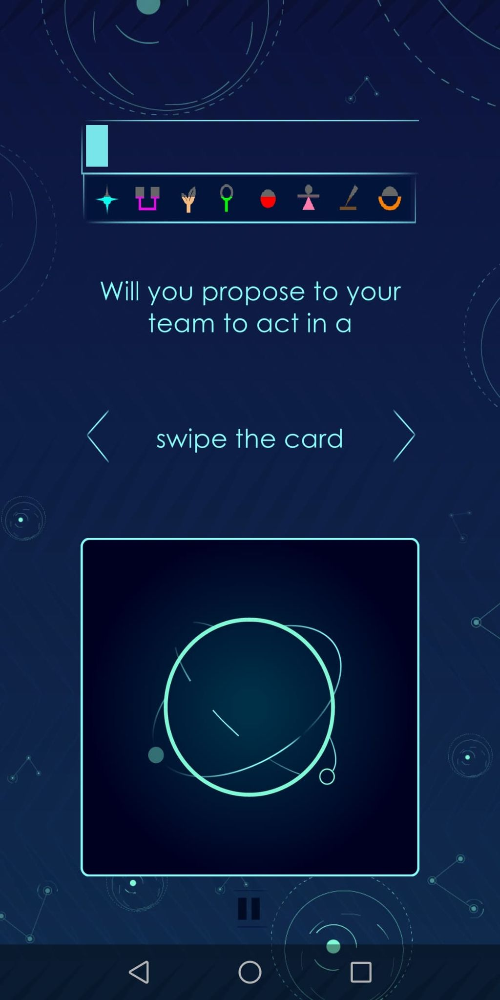 Will you propose to your
team to act in a
swipe the card